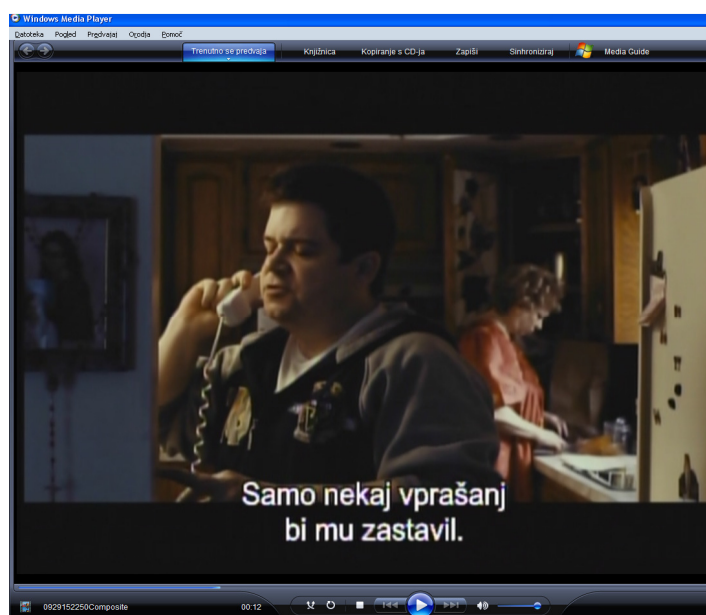 Windows Media Player
Datoteka Pogled Predvajaj Orodja Pomoč
Trenutno se predvaja Knjižnica Kopiranje s CD-ja Zapiši Sinhroniziraj Media Guide
Samo nekaj vprašanj
bi mu zastavil.
0929152250Composite 00:12